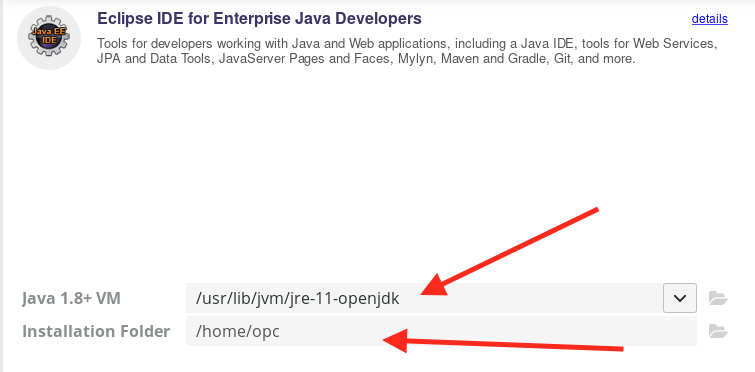 Java EE
IDE
Eclipse IDE for Enterprise Java Developers
details
Tools for developers working with Java and Web applications, including a Java IDE, tools for Web Services,
JPA and Data Tools, JavaServer Pages and Faces, Mylyn, Maven and Gradle, Git, and more.
Java 1.8+ VM
/usr/lib/jvm/jre-11-openjdk
Installation Folder
/home/opc